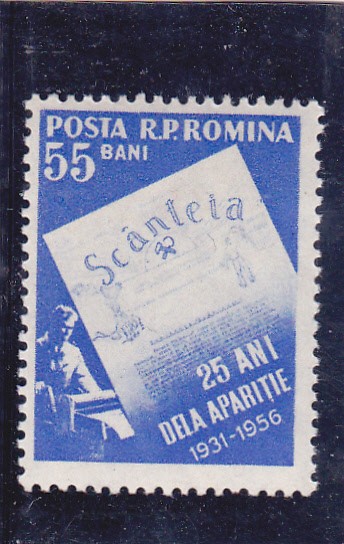 POSTA R.P.ROMINA
55 BANI
Scânteia
25 ANI
DELA APARIȚIE
1931-1956